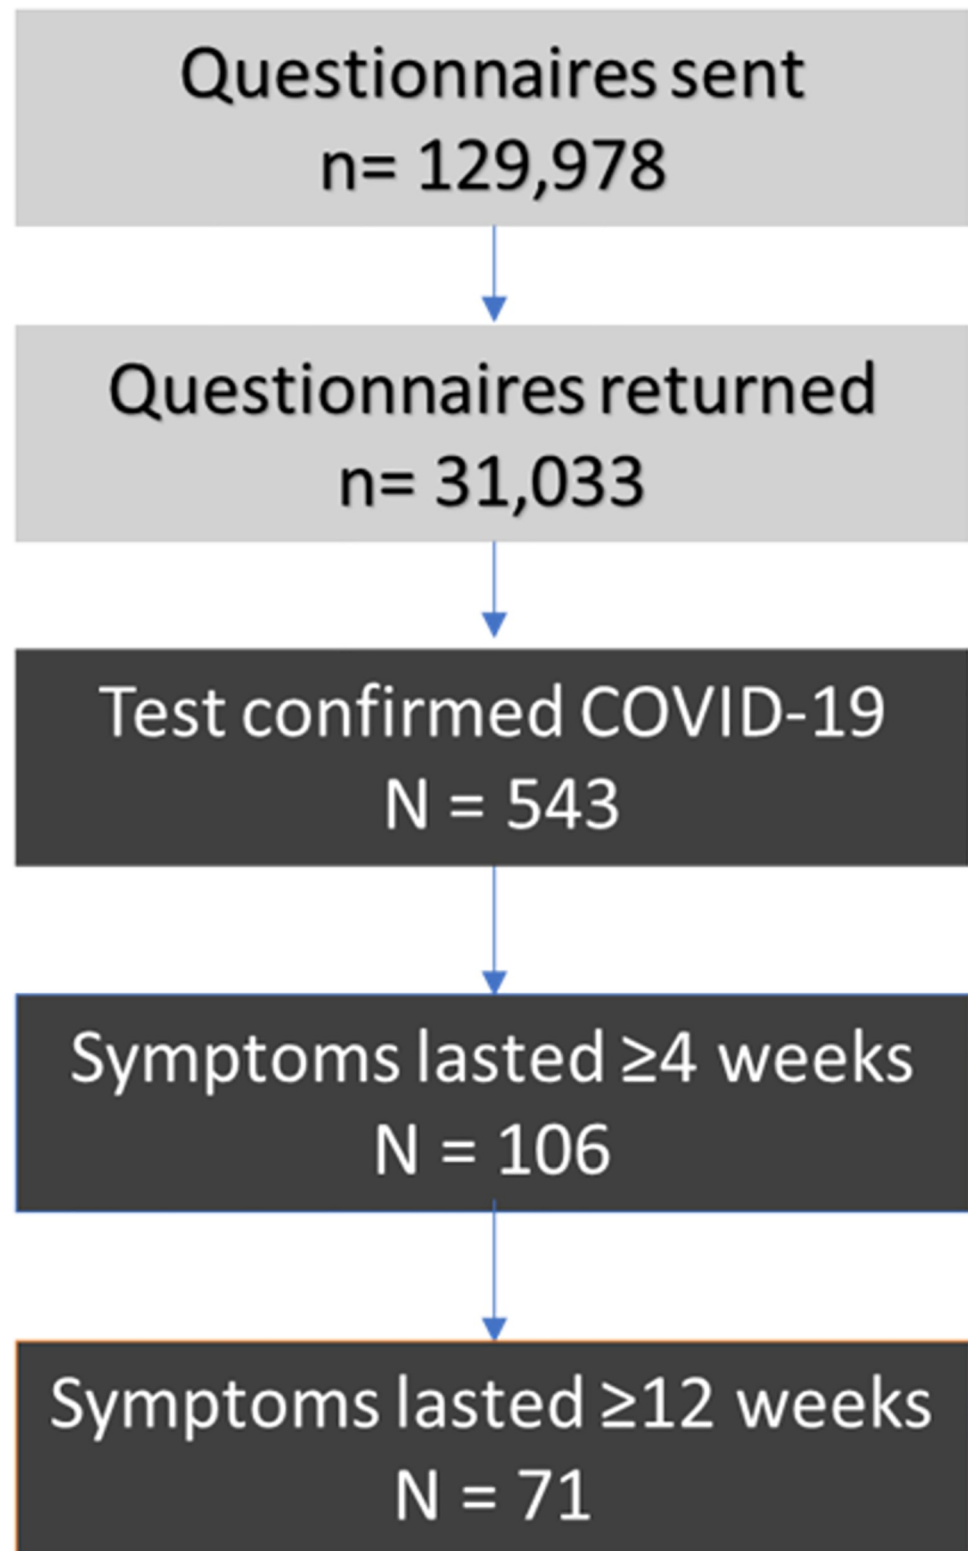 Questionnaires sent
n= 129,978
Questionnaires returned
n= 31,033
Test confirmed COVID-19
N = 543
Symptoms lasted ≥4 weeks
N = 106
Symptoms lasted ≥12 weeks
N = 71